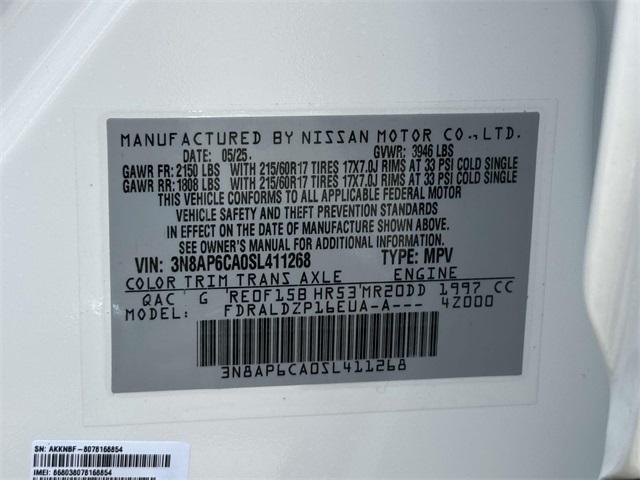 MANUFACTURED BY NISSAN MOTOR CO., LTD.
DATE: 05/25. GVWR: 3946 LBS
GAWR FR: 2150 LBS WITH 215/60R17 TIRES 17X7.0J RIMS AT 33 PSI COLD SINGLE
GAWR RR: 1808 LBS WITH 215/60R17 TIRES 17X7.0J RIMS AT 33 PSI COLD SINGLE
THIS VEHICLE CONFORMS TO ALL APPLICABLE FEDERAL MOTOR
VEHICLE SAFETY AND THEFT PREVENTION STANDARDS
IN EFFECT ON THE DATE OF MANUFACTURE SHOWN ABOVE.
SEE OWNER'S MANUAL FOR ADDITIONAL INFORMATION.
VIN: 3N8AP6CA0SL411268 TYPE: MPV
COLOR TRIM TRANS AXLE ENGINE
QAC G RE0F15B HR53 MR20DD 1997 CC
MODEL: FDRALDZP16EUA-A--- 4Z000
3N8AP6CA0SL411268
SN: AKKNBF-8078168854
IMEI: 868038078168854